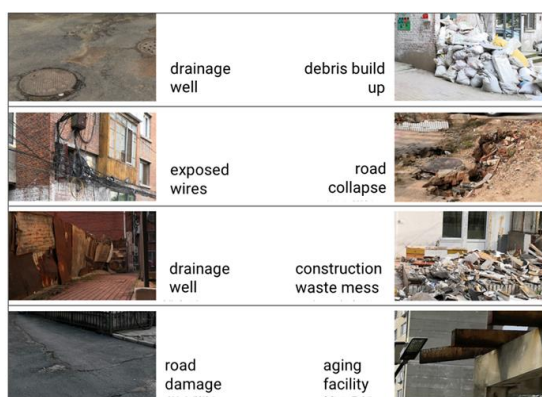 drainage
well
debris build
up
exposed
wires
road
collapse
drainage
well
construction
waste mess
road
damage
aging
facility